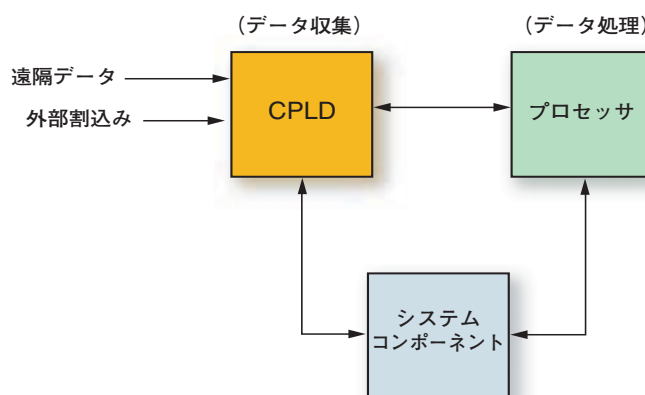 (データ収集)
(データ処理)
遠隔データ
外部割込み
CPLD
プロセッサ
システム
コンポーネント